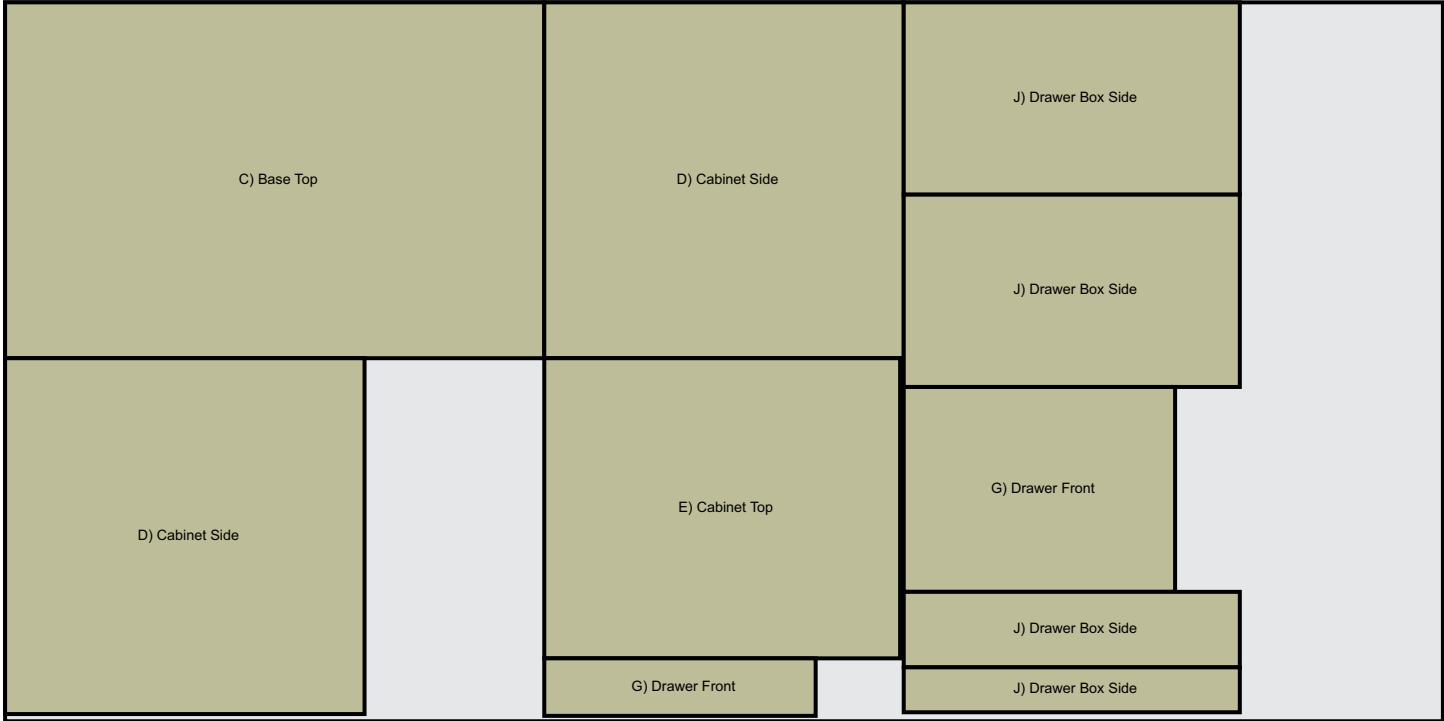 C) Base Top
D) Cabinet Side
J) Drawer Box Side
J) Drawer Box Side
G) Drawer Front
D) Cabinet Side
E) Cabinet Top
J) Drawer Box Side
G) Drawer Front
J) Drawer Box Side